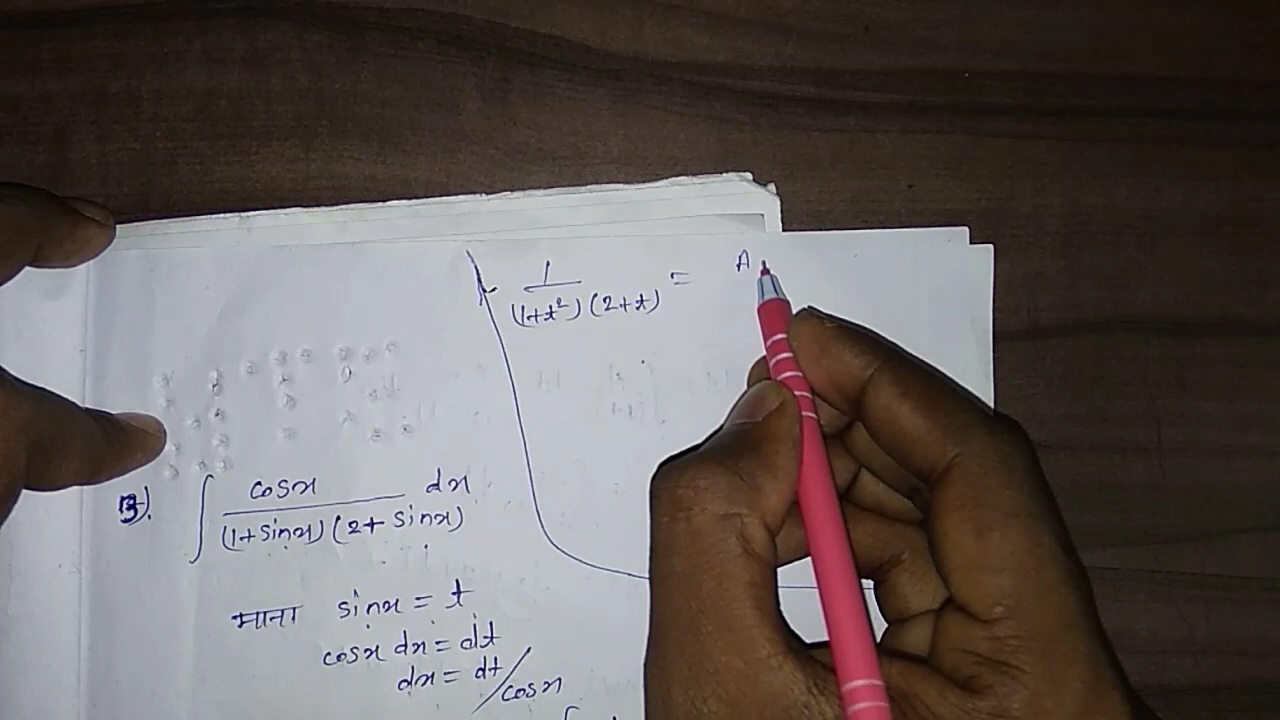 1/((1+t²)(2+t)) = A
3). ∫ cosx/((1+sinx)(2+sinx)) dx
माना sinx = t
cosx dx = dt
dx = dt/cosx